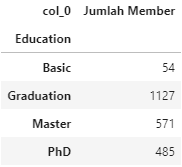 col_0 Jumlah Member
Education
Basic 54
Graduation 1127
Master 571
PhD 485